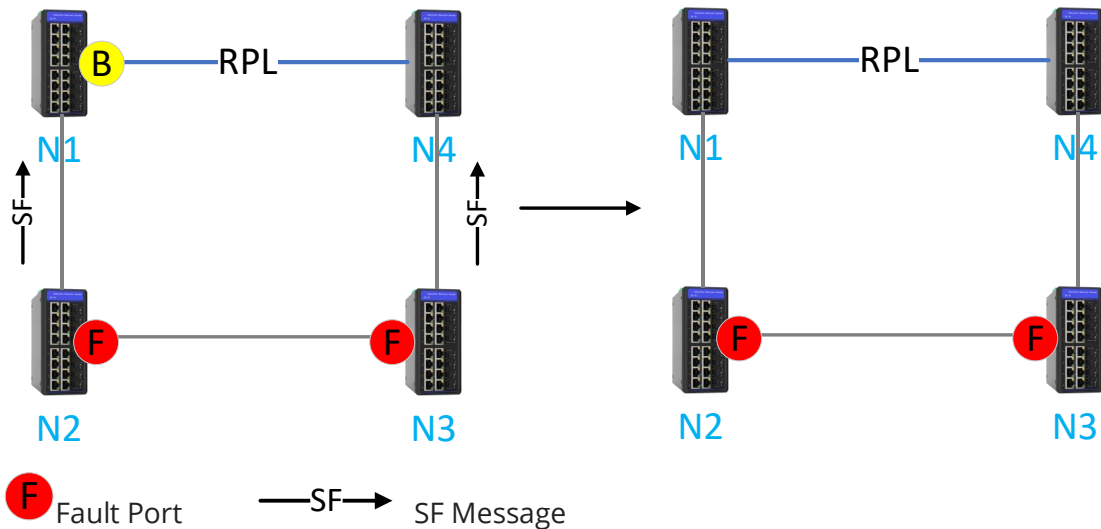 B
RPL
RPL
N1
N4
N1
N4
SF
SF
F
F
F
F
N2
N3
N2
N3
F Fault Port
SF
SF Message